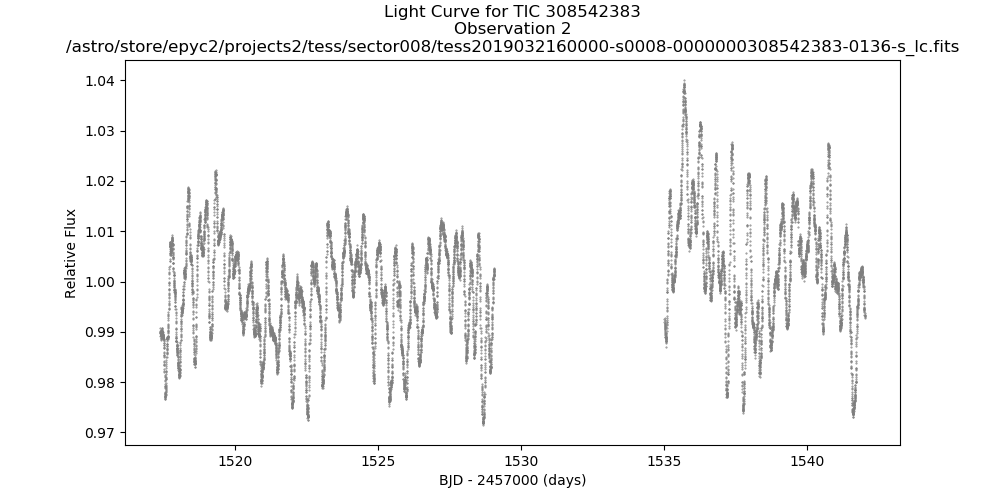 Light Curve for TIC 308542383
Observation 2
/astro/store/epyc2/projects2/tess/sector008/tess2019032160000-s0008-0000000308542383-0136-s_lc.fits
1.04
1.03
1.02
1.01
1.00
0.99
0.98
0.97
Relative Flux
1520
1525
1530
1535
1540
BJD - 2457000 (days)